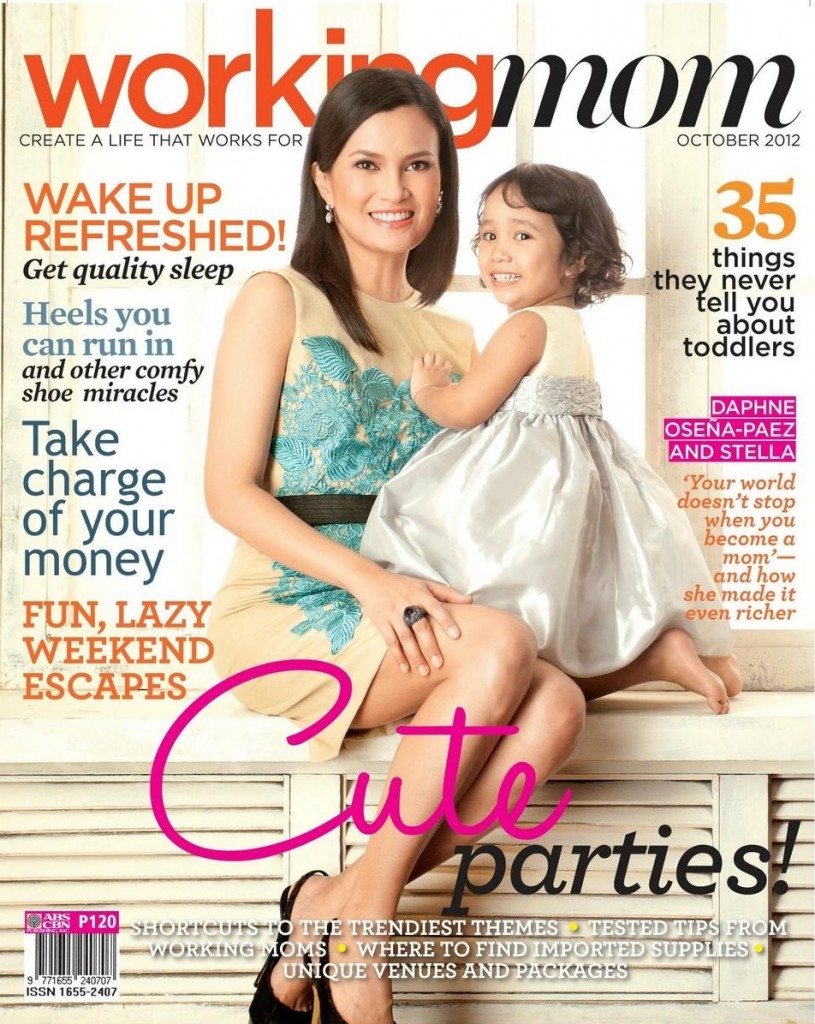 workingmom
CREATE A LIFE THAT WORKS FOR
OCTOBER 2012
WAKE UP
REFRESHED!
Get quality sleep
Heels you
can run in
and other comfy
shoe miracles
Take
charge
of your
money
FUN, LAZY
WEEKEND
ESCAPES
35
things
they never
tell you
about
toddlers
DAPHNE
OSEÑA-PAEZ
AND STELLA
‘Your world
doesn’t stop
when you
become a
mom’—
and how
she made it
even richer
Cute
parties!
SHORTCUTS TO THE TRENDIEST THEMES • TESTED TIPS FROM
WORKING MOMS • WHERE TO FIND IMPORTED SUPPLIES •
UNIQUE VENUES AND PACKAGES
ABS
CBN
P120
9 771655 240707
ISSN 1655-2407